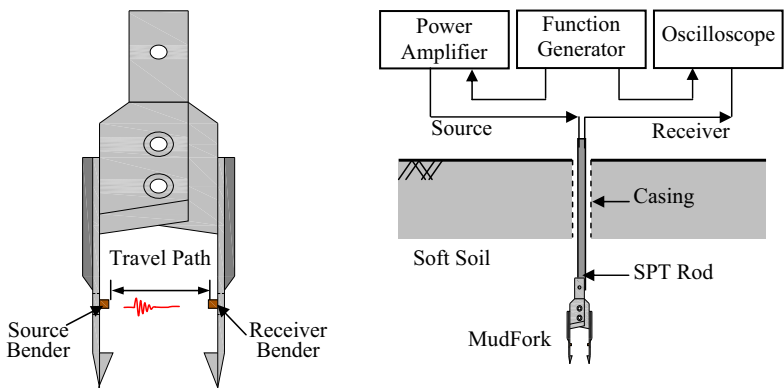 Travel Path
Source
Bender
Receiver
Bender
Power
Amplifier
Function
Generator
Oscilloscope
Source
Receiver
Casing
Soft Soil
SPT Rod
MudFork